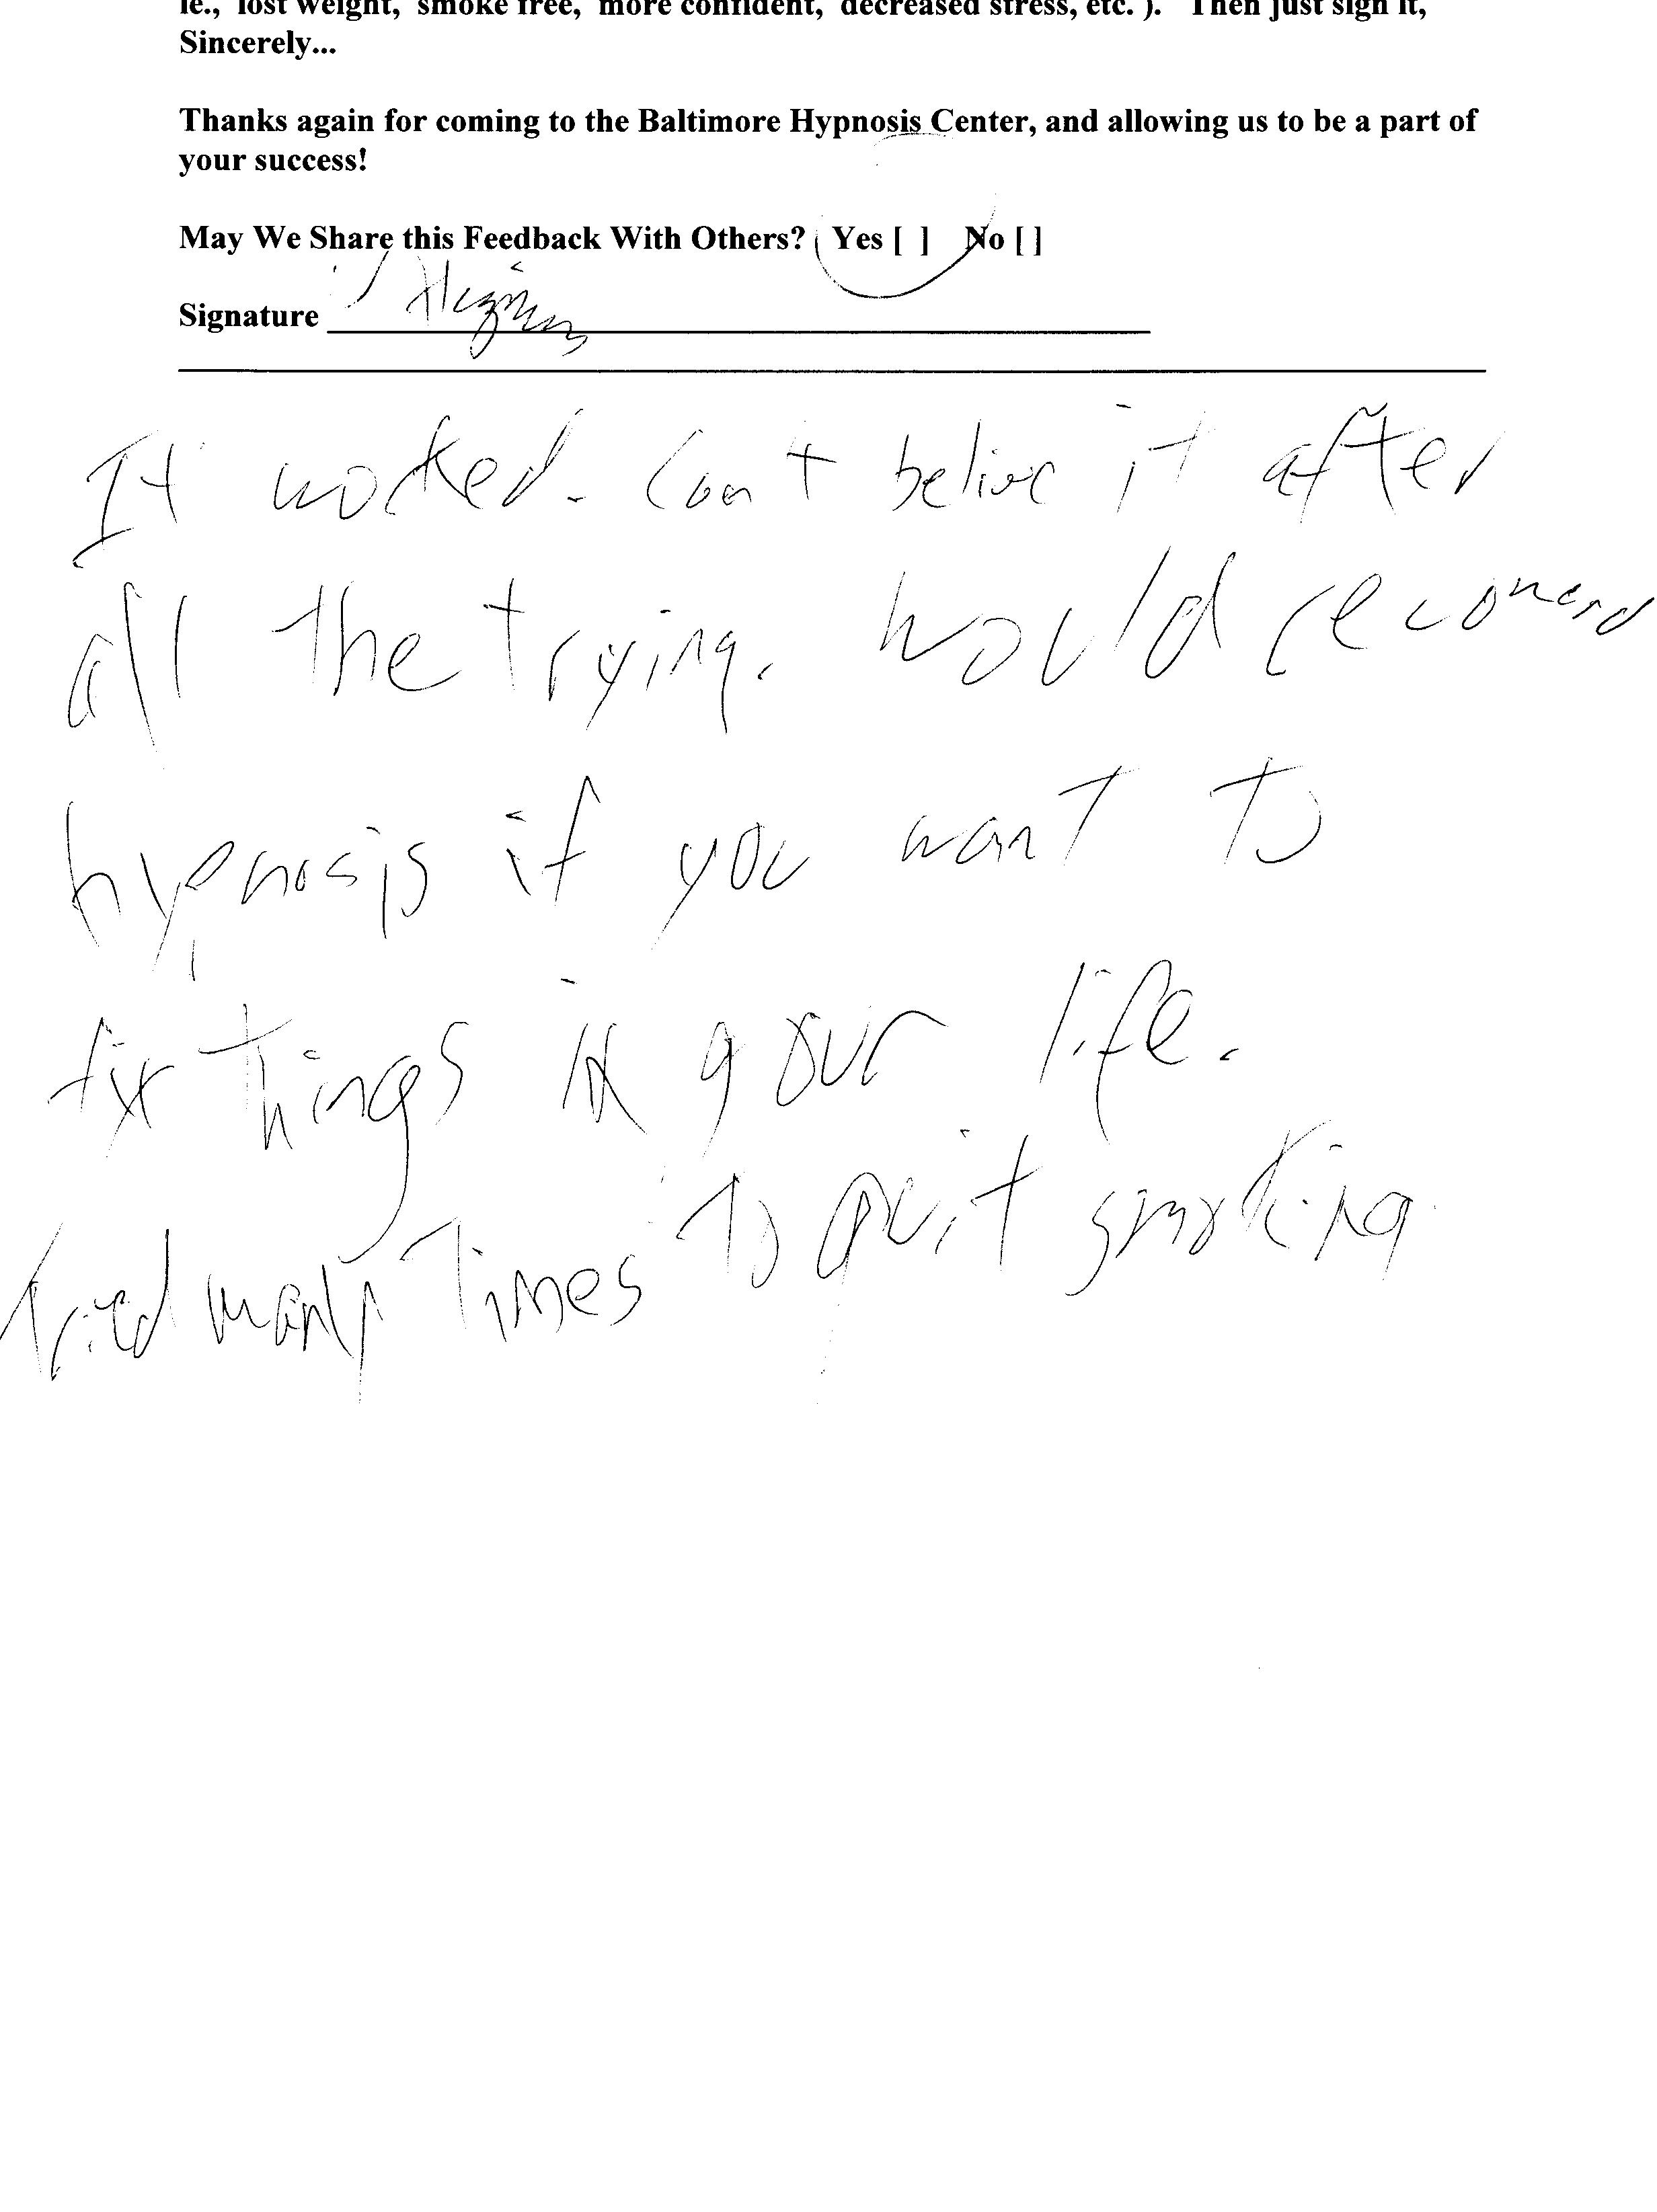 ie., lost weight, smoke free, more confident, decreased stress, etc. ). Then just sign it,
Sincerely...
Thanks again for coming to the Baltimore Hypnosis Center, and allowing us to be a part of
your success!
May We Share this Feedback With Others? Yes [ ] No [ ]
Signature
It worked. Can't believe it after
all the trying. Would recomend
hypnosis if you want to
fix things in your life.
tried many times to quit smoking.